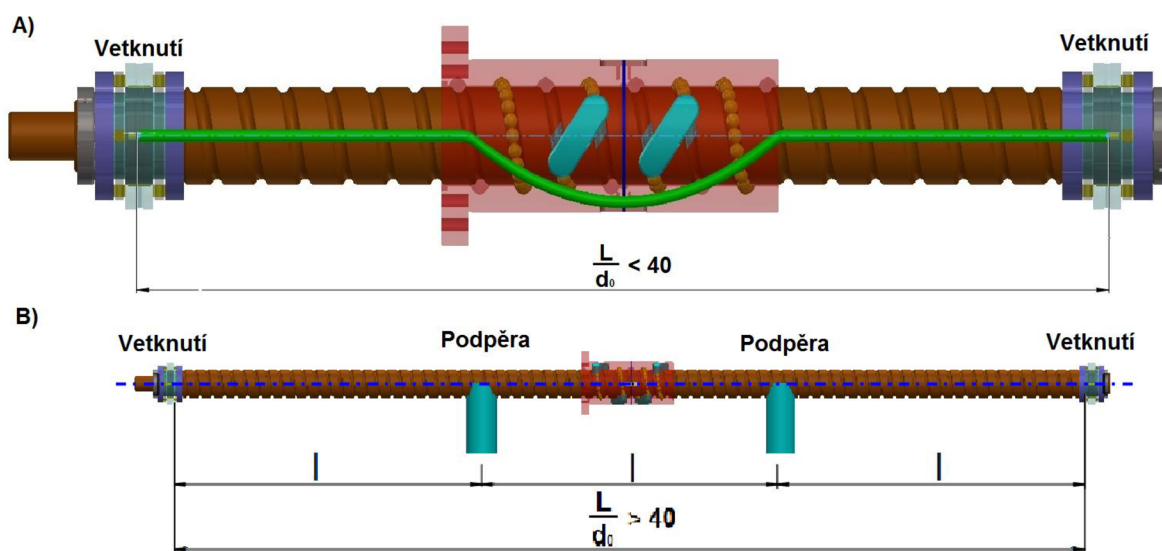 A)
Vetknutí
Vetknutí
L
d₀ < 40
B)
Vetknutí
Podpěra
Podpěra
Vetknutí
l l l
L
d₀ > 40